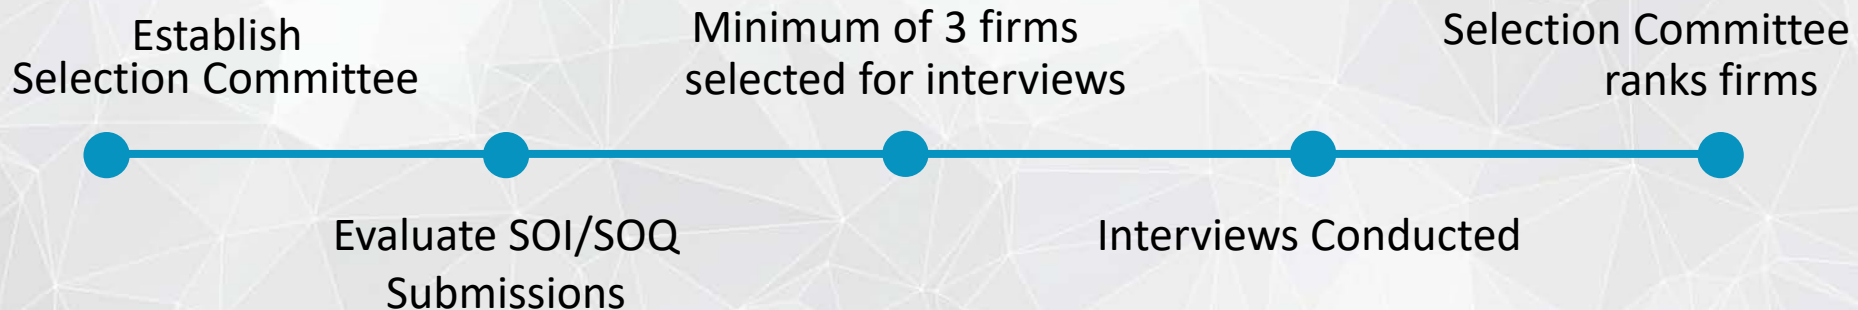 Establish
Selection Committee
Evaluate SOI/SOQ
Submissions
Minimum of 3 firms
selected for interviews
Interviews Conducted
Selection Committee
ranks firms